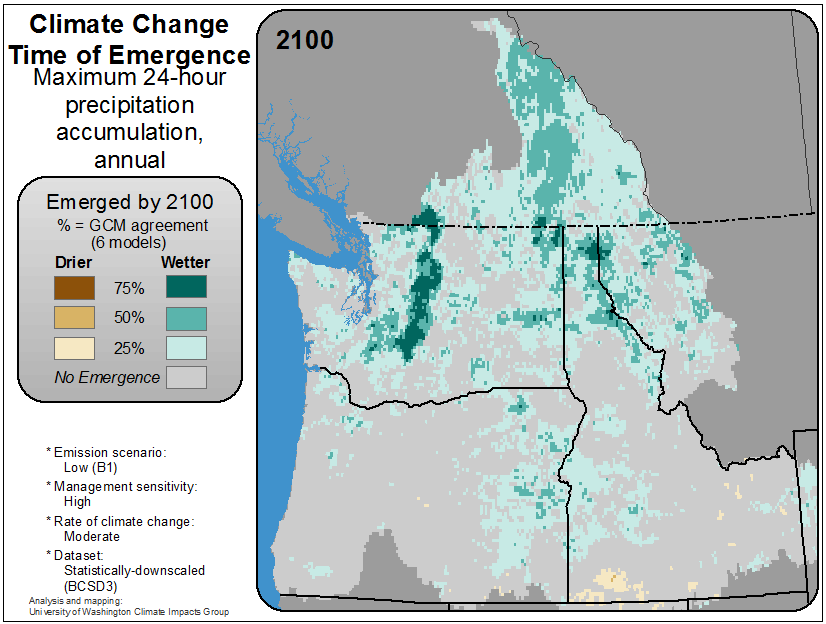 Climate Change
Time of Emergence
Maximum 24-hour
precipitation
accumulation,
annual
Emerged by 2100
% = GCM agreement
(6 models)
Drier Wetter
75%
50%
25%
No Emergence
* Emission scenario:
Low (B1)
* Management sensitivity:
High
* Rate of climate change:
Moderate
* Dataset:
Statistically-downscaled
(BCSD3)
Analysis and mapping:
University of Washington Climate Impacts Group
2100